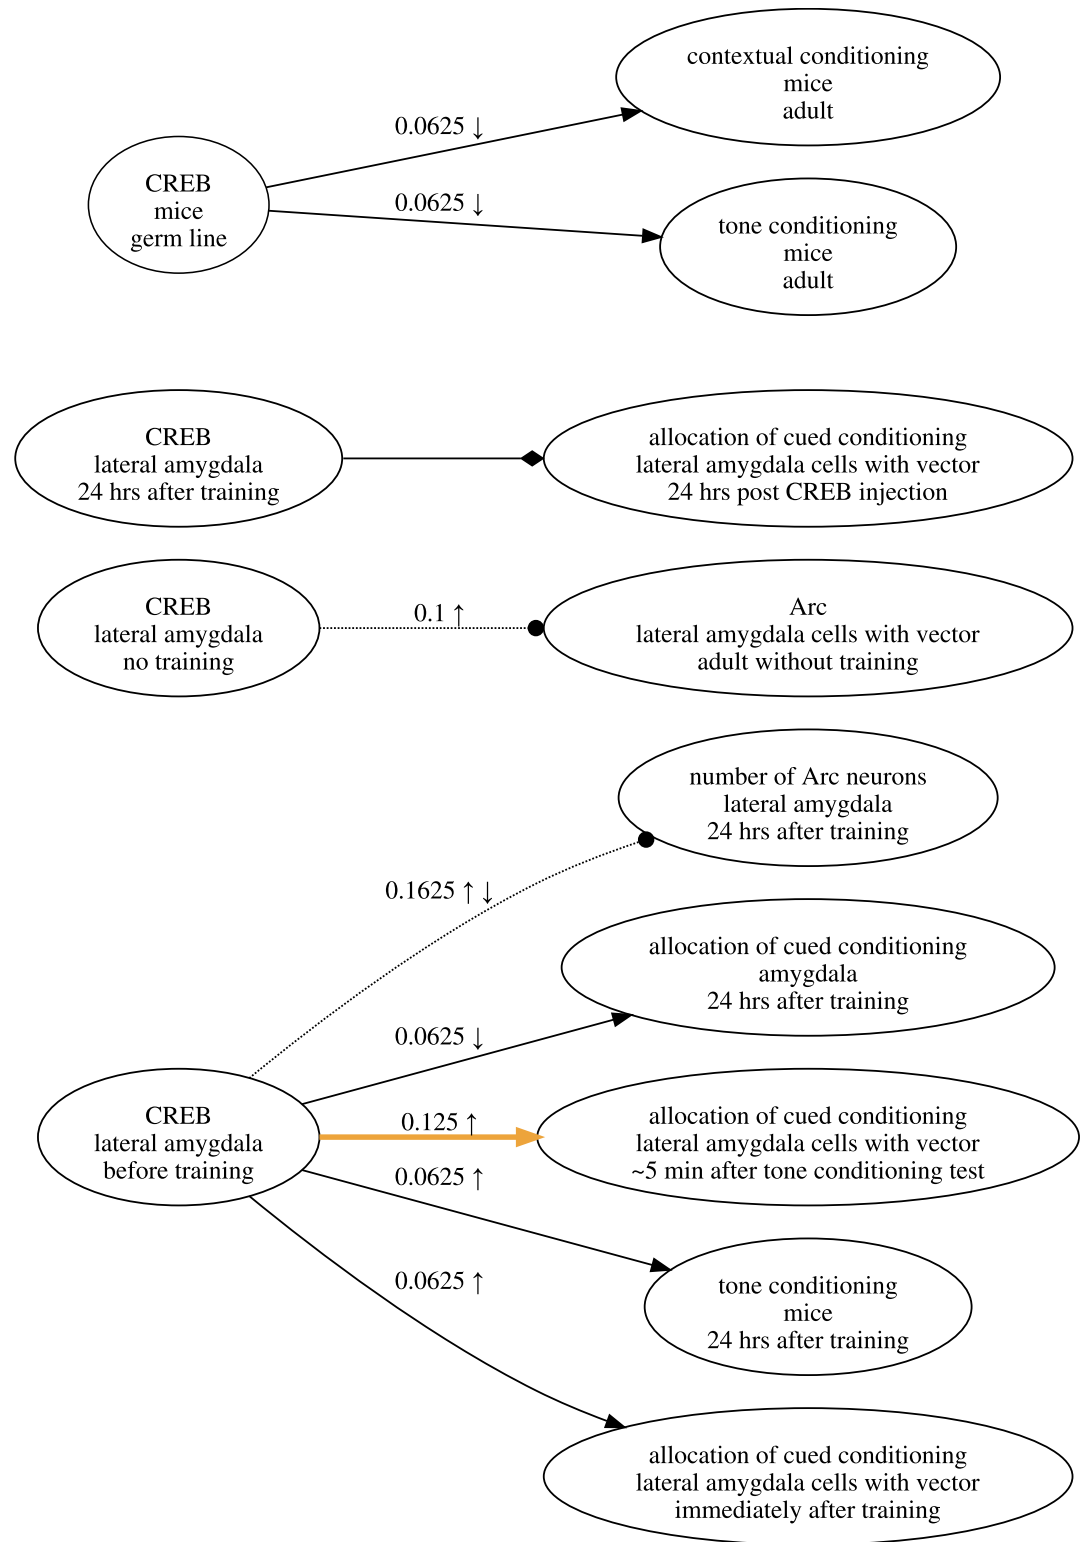 contextual conditioning
mice
adult
0.0625 ↓
CREB
mice
germ line
0.0625 ↓
tone conditioning
mice
adult
CREB
lateral amygdala
24 hrs after training
allocation of cued conditioning
lateral amygdala cells with vector
24 hrs post CREB injection
CREB
lateral amygdala
no training
0.1 ↑
Arc
lateral amygdala cells with vector
adult without training
number of Arc neurons
lateral amygdala
24 hrs after training
0.1625 ↑ ↓
allocation of cued conditioning
amygdala
24 hrs after training
0.0625 ↓
CREB
lateral amygdala
before training
0.125 ↑
allocation of cued conditioning
lateral amygdala cells with vector
~5 min after tone conditioning test
0.0625 ↑
tone conditioning
mice
24 hrs after training
0.0625 ↑
allocation of cued conditioning
lateral amygdala cells with vector
immediately after training